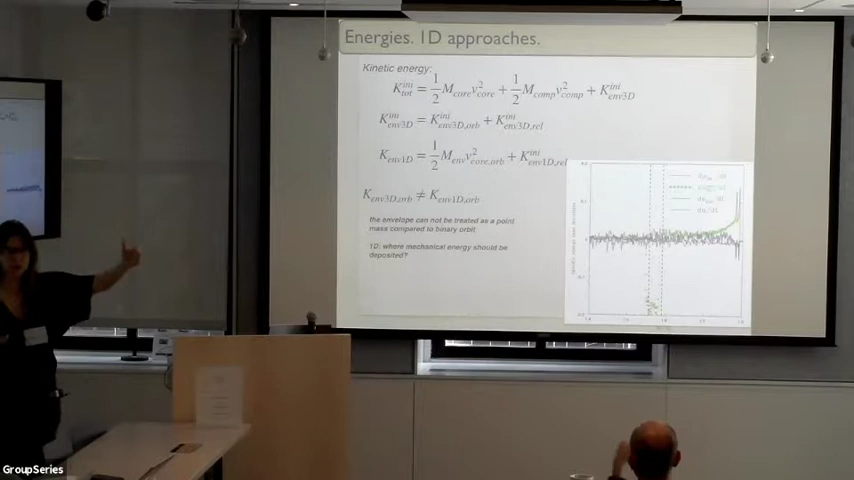 Energies. 1D approaches.
Kinetic energy:
K^{ini}_{tot} = 1/2 M_{core} v^2_{core} + 1/2 M_{comp} v^2_{comp} + K^{ini}_{env3D}
K^{ini}_{env3D} = K^{ini}_{env3D,orb} + K^{ini}_{env3D,rel}
K_{env1D} = 1/2 M_{env} v^2_{core,orb} + K^{ini}_{env1D,rel}
K_{env3D,orb} ≠ K_{env1D,orb}
the envelope can not be treated as a point
mass compared to binary orbit
1D: where mechanical energy should be
deposited?
GroupSeries